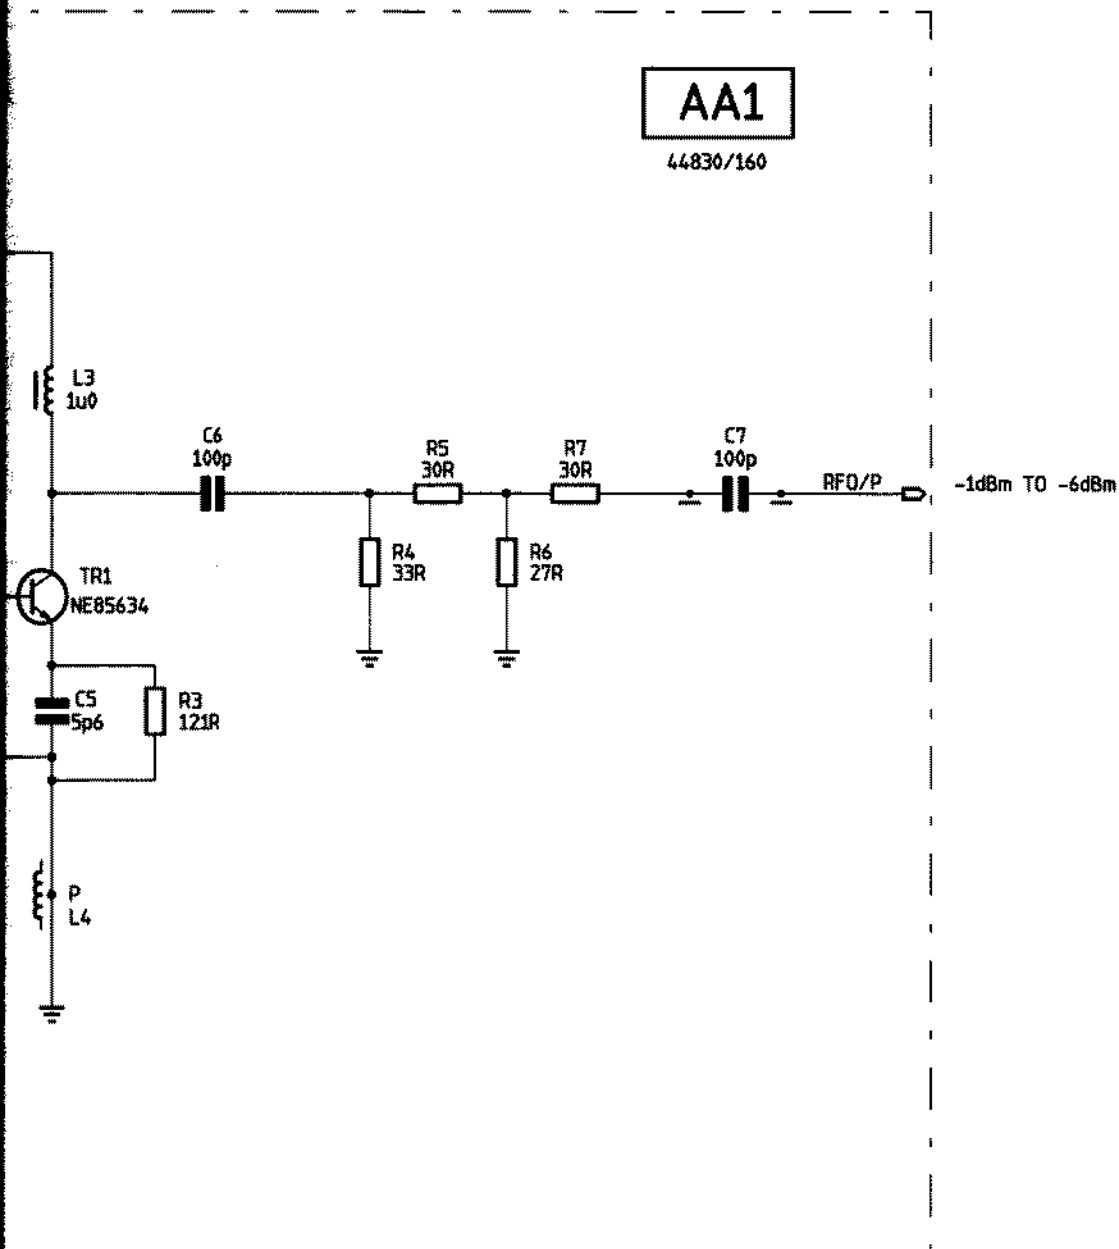 AA1
44830/160
L3
1u0
C6
100p
R5
30R
R7
30R
C7
100p
RFO/P
-1dBm TO -6dBm
R4
33R
R6
27R
TR1
NE85634
C5
5p6
R3
121R
P
L4